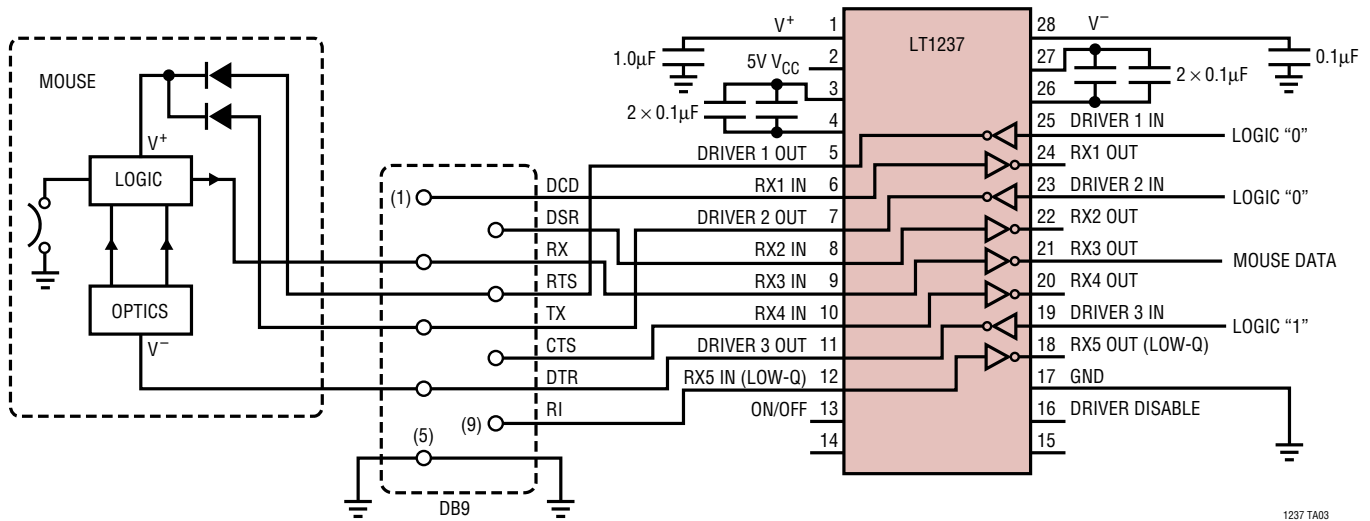 MOUSE
V+
LOGIC
OPTICS
V−
(1)
DCD
DSR
RX
RTS
TX
CTS
DTR
(9)
RI
(5)
DB9
1.0µF
V+
1
5V VCC
2
2 × 0.1µF
3
4
DRIVER 1 OUT
5
RX1 IN
6
DRIVER 2 OUT
7
RX2 IN
8
RX3 IN
9
RX4 IN
10
DRIVER 3 OUT
11
RX5 IN (LOW-Q)
12
ON/OFF
13
14
LT1237
28
V−
0.1µF
27
2 × 0.1µF
26
25
DRIVER 1 IN
LOGIC “0”
24
RX1 OUT
23
DRIVER 2 IN
LOGIC “0”
22
RX2 OUT
21
RX3 OUT
MOUSE DATA
20
RX4 OUT
19
DRIVER 3 IN
LOGIC “1”
18
RX5 OUT (LOW-Q)
17
GND
16
DRIVER DISABLE
15
1237 TA03